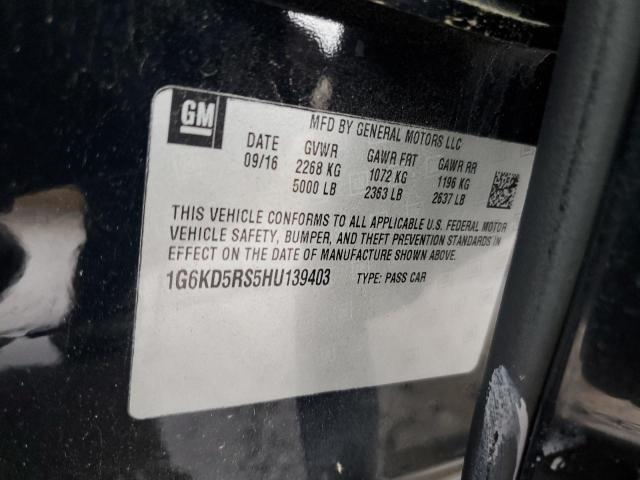 GM
MFD BY GENERAL MOTORS LLC
DATE GVWR GAWR FRT GAWR RR
09/16 2268 KG 1072 KG 1196 KG
5000 LB 2363 LB 2637 LB
THIS VEHICLE CONFORMS TO ALL APPLICABLE U.S. FEDERAL MOTOR
VEHICLE SAFETY, BUMPER, AND THEFT PREVENTION STANDARDS IN
EFFECT ON THE DATE OF MANUFACTURE SHOWN ABOVE.
1G6KD5RS5HU139403 TYPE: PASS CAR